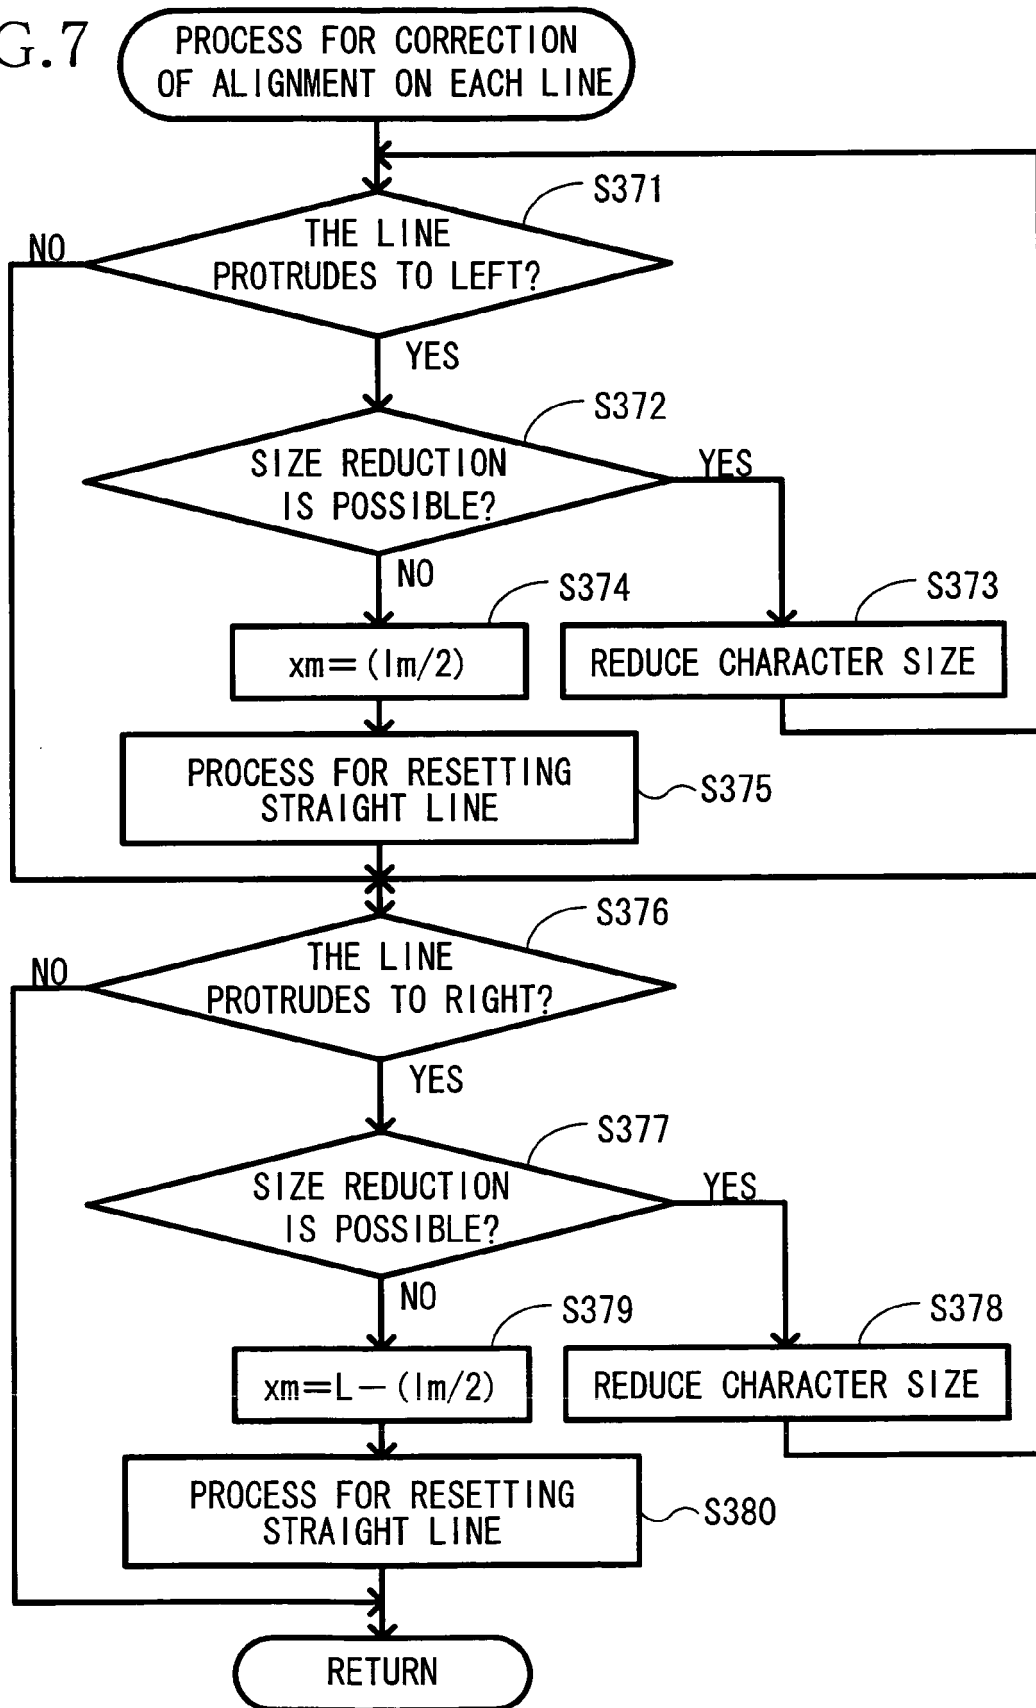 G.7
PROCESS FOR CORRECTION
OF ALIGNMENT ON EACH LINE
S371
THE LINE
PROTRUDES TO LEFT?
NO
YES
S372
SIZE REDUCTION
IS POSSIBLE?
YES
NO
S374
xm=(lm/2)
S373
REDUCE CHARACTER SIZE
PROCESS FOR RESETTING
STRAIGHT LINE
S375
S376
THE LINE
PROTRUDES TO RIGHT?
NO
YES
S377
SIZE REDUCTION
IS POSSIBLE?
YES
NO
S379
xm=L-(lm/2)
S378
REDUCE CHARACTER SIZE
PROCESS FOR RESETTING
STRAIGHT LINE
S380
RETURN